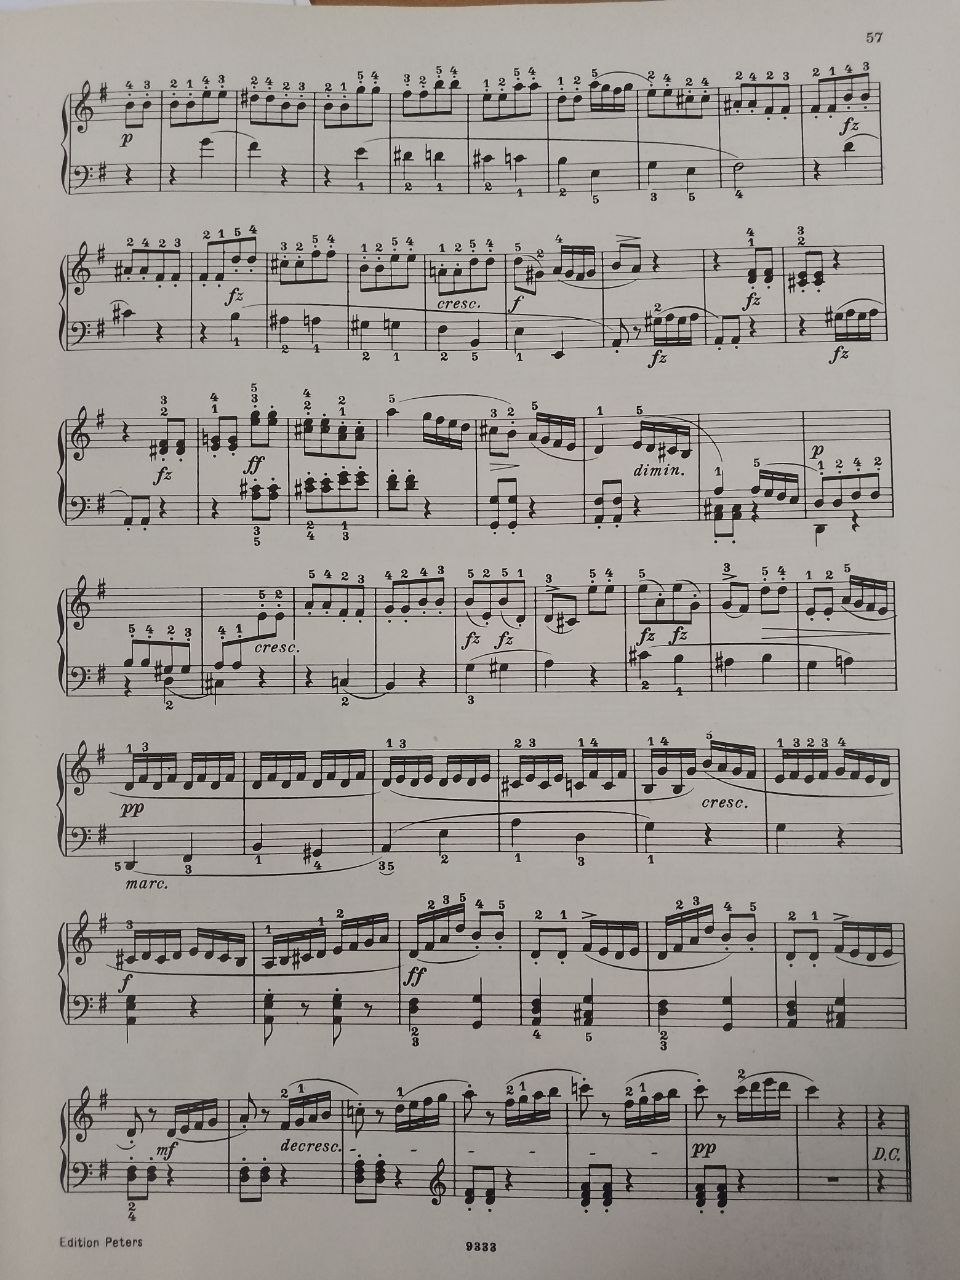 57
p
fz
fz
cresc.
f
fz
fz
fz
fz
ff
dimin.
p
cresc.
fz
fz
fz
fz
pp
cresc.
marc.
f
ff
mf
decresc.
pp
D.C.
Edition Peters
9333